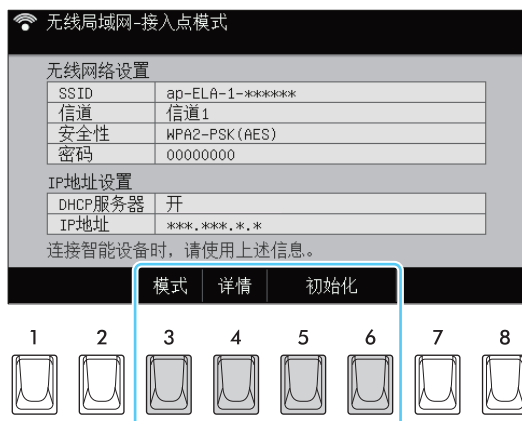 无线局域网-接入点模式
无线网络设置
SSID ap-ELA-1-******
信道 信道1
安全性 WPA2-PSK(AES)
密码 00000000
IP地址设置
DHCP服务器 开
IP地址 ***.***.*.*
连接智能设备时，请使用上述信息。
模式 详情 初始化
1 2 3 4 5 6 7 8